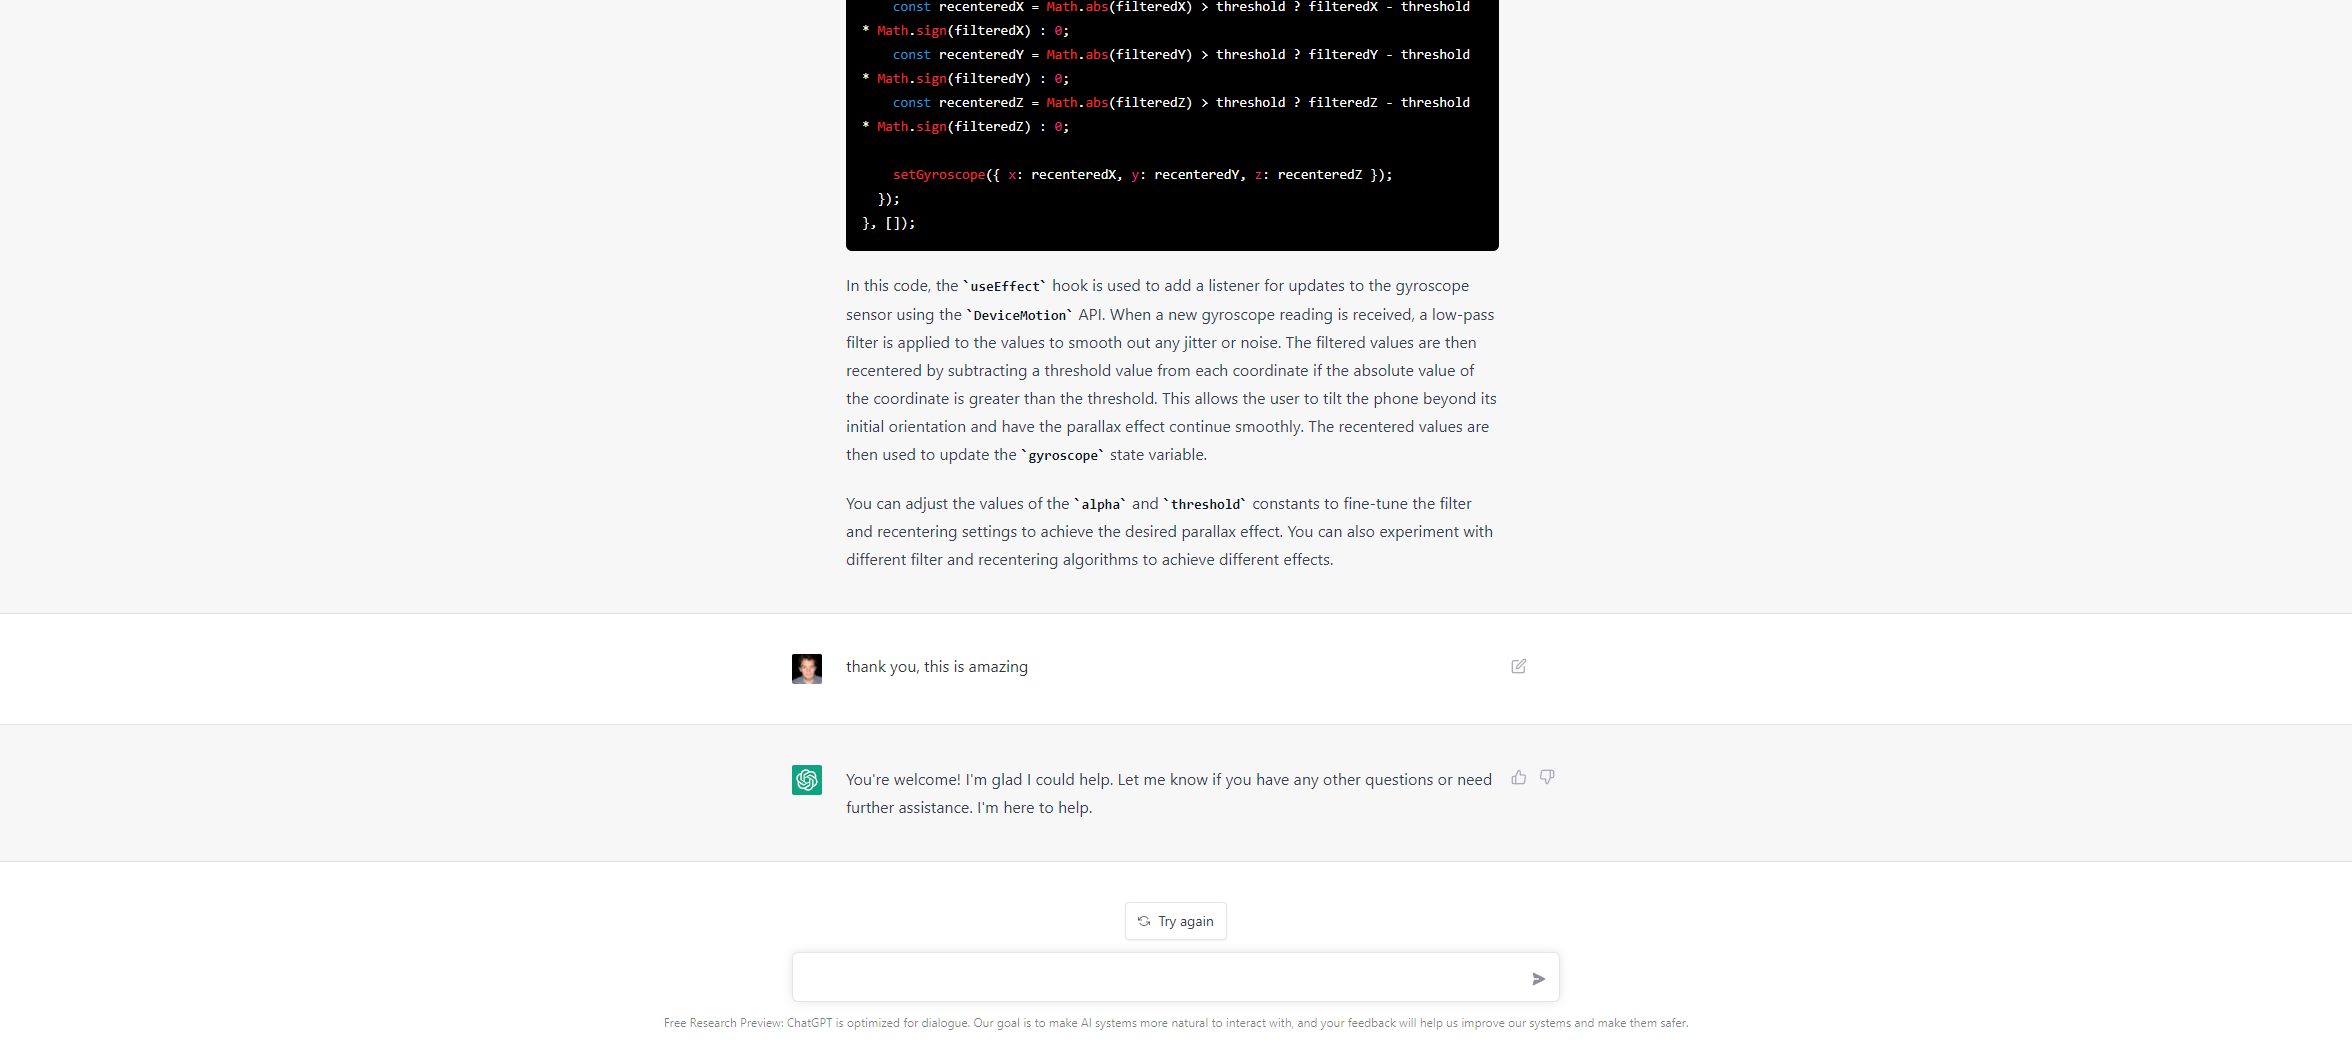 const recenteredX = Math.abs(filteredX) > threshold ? filteredX - threshold
* Math.sign(filteredX) : 0;
const recenteredY = Math.abs(filteredY) > threshold ? filteredY - threshold
* Math.sign(filteredY) : 0;
const recenteredZ = Math.abs(filteredZ) > threshold ? filteredZ - threshold
* Math.sign(filteredZ) : 0;
setGyroscope({ x: recenteredX, y: recenteredY, z: recenteredZ });
});
}, []);
In this code, the `useEffect` hook is used to add a listener for updates to the gyroscope
sensor using the `DeviceMotion` API. When a new gyroscope reading is received, a low-pass
filter is applied to the values to smooth out any jitter or noise. The filtered values are then
recentered by subtracting a threshold value from each coordinate if the absolute value of
the coordinate is greater than the threshold. This allows the user to tilt the phone beyond its
initial orientation and have the parallax effect continue smoothly. The recentered values are
then used to update the `gyroscope` state variable.
You can adjust the values of the `alpha` and `threshold` constants to fine-tune the filter
and recentering settings to achieve the desired parallax effect. You can also experiment with
different filter and recentering algorithms to achieve different effects.
thank you, this is amazing
You're welcome! I'm glad I could help. Let me know if you have any other questions or need
further assistance. I'm here to help.
Try again
Free Research Preview: ChatGPT is optimized for dialogue. Our goal is to make AI systems more natural to interact with, and your feedback will help us improve our systems and make them safer.